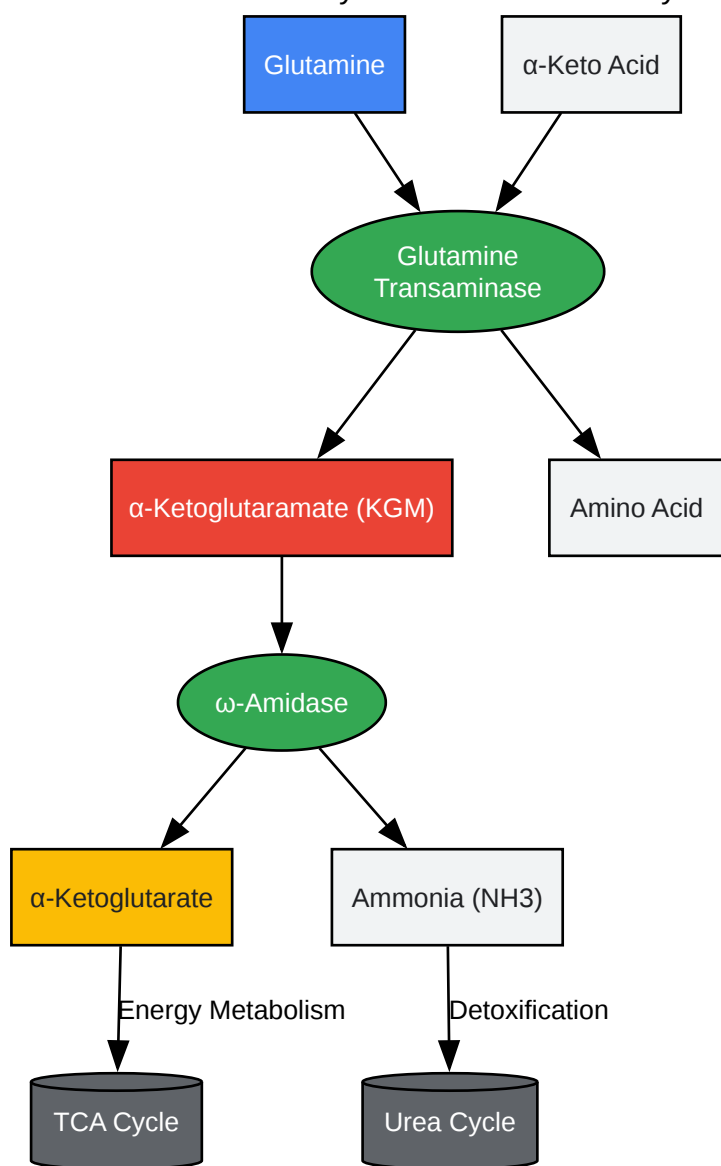 Glutamine
α-Keto Acid
Glutamine
Transaminase
α-Ketoglutaramate (KGM)
Amino Acid
ω-Amidase
α-Ketoglutarate
Ammonia (NH3)
Energy Metabolism
Detoxification
TCA Cycle
Urea Cycle